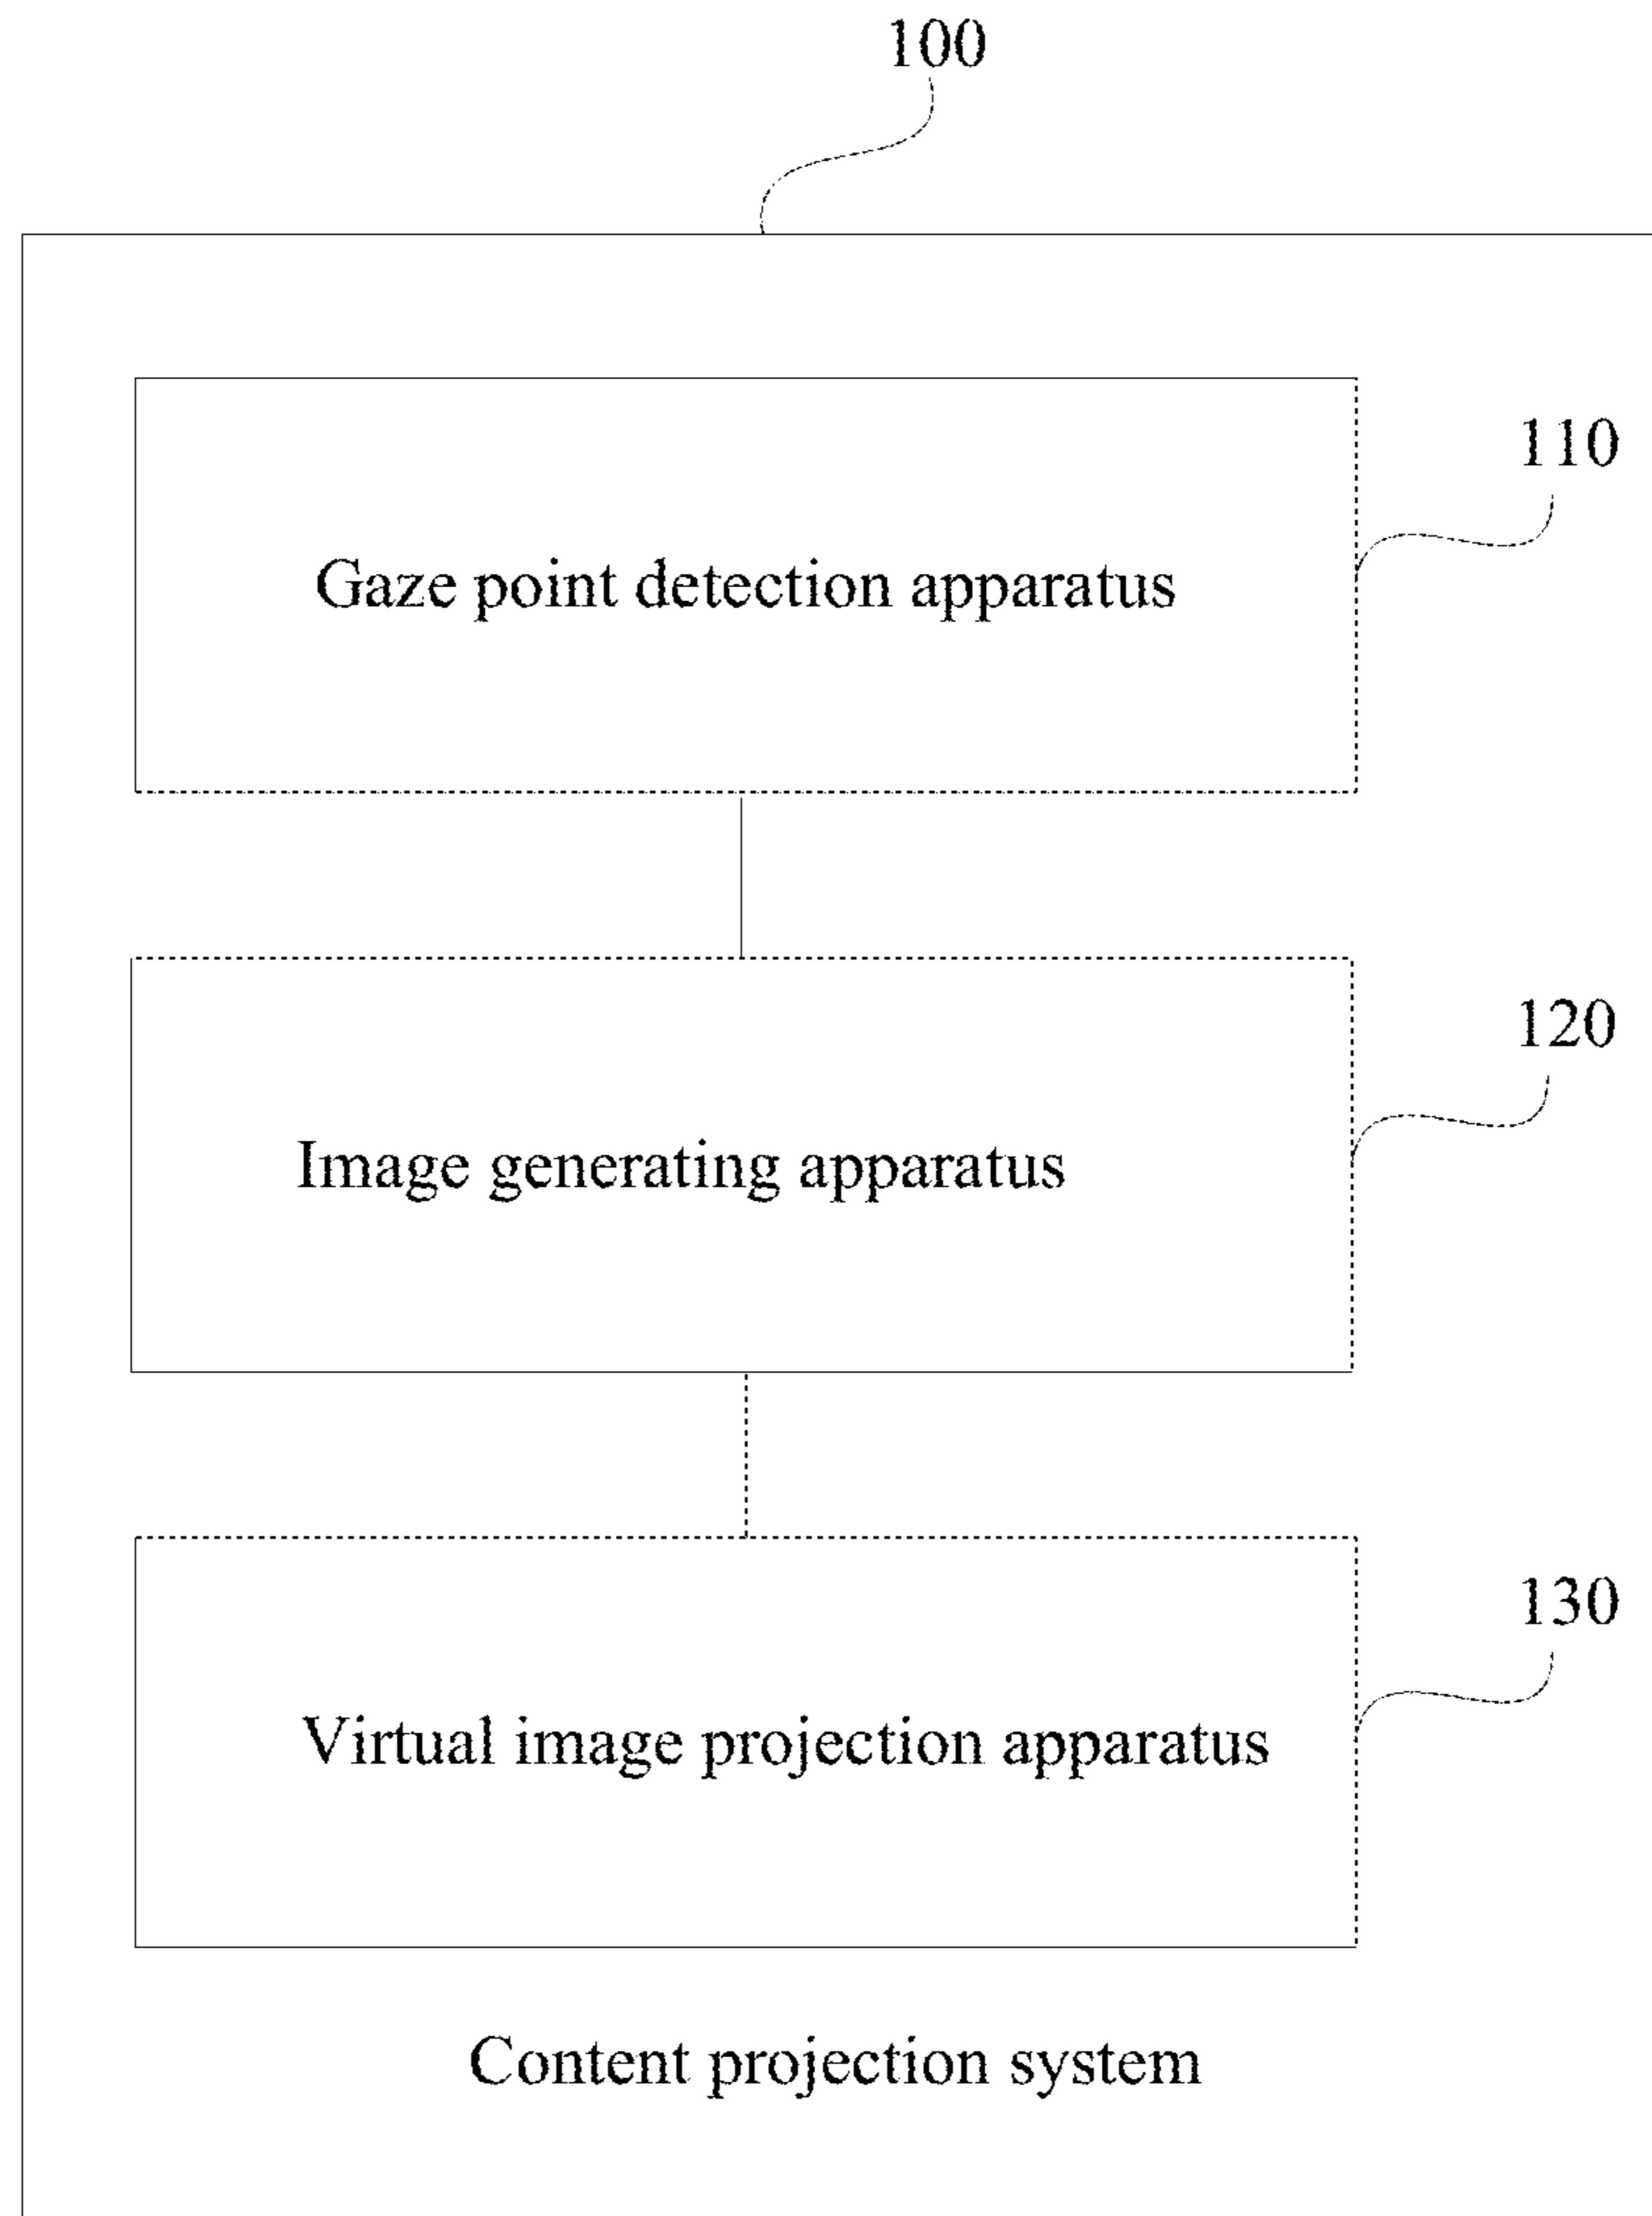 100
110
Gaze point detection apparatus
120
Image generating apparatus
130
Virtual image projection apparatus
Content projection system